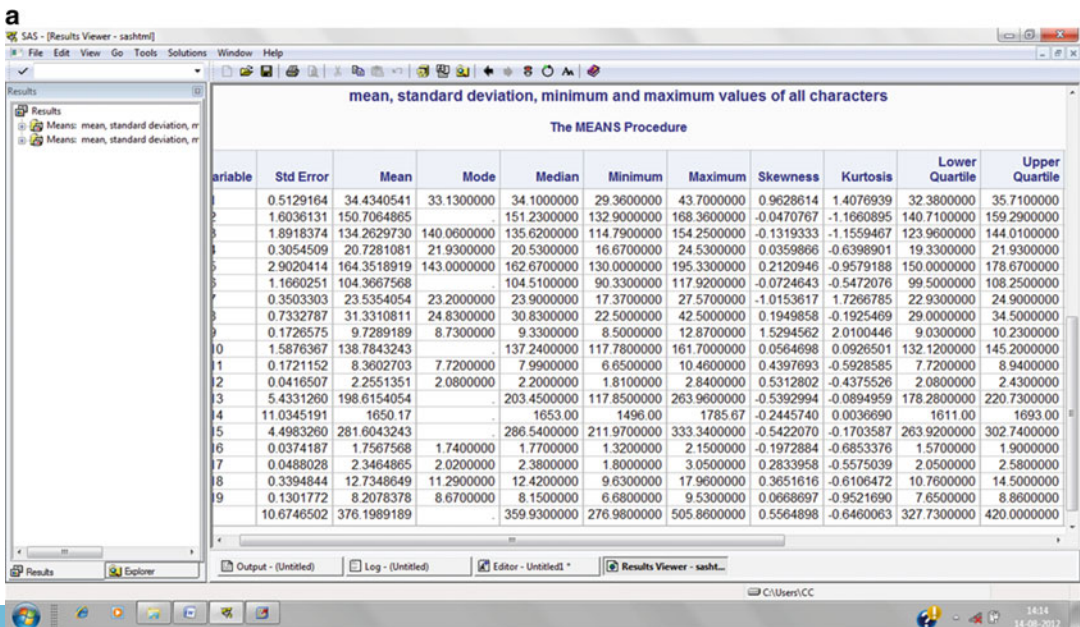 a
SAS - [Results Viewer - sashtml]
File Edit View Go Tools Solutions Window Help
Results
Results
Means: mean, standard deviation, m
Means: mean, standard deviation, m
mean, standard deviation, minimum and maximum values of all characters
The MEANS Procedure
ariable Std Error Mean Mode Median Minimum Maximum Skewness Kurtosis Lower Quartile Upper Quartile
0.5129164 34.4340541 33.1300000 34.1000000 29.3600000 43.7000000 0.9628614 1.4076939 32.3800000 35.7100000
2 1.6036131 150.7064865 . 151.2300000 132.9000000 168.3600000 -0.0470767 -1.1660895 140.7100000 159.2900000
3 1.8918374 134.2629730 140.0600000 135.6200000 114.7900000 154.2500000 -0.1319333 -1.1559467 123.9600000 144.0100000
4 0.3054509 20.7281081 21.9300000 20.5300000 16.6700000 24.5300000 0.0359866 -0.6398901 19.3300000 21.9300000
5 2.9020414 164.3518919 143.0000000 162.6700000 130.0000000 195.3300000 0.2120946 -0.9579188 150.0000000 178.6700000
6 1.1660251 104.3667568 . 104.5100000 90.3300000 117.9200000 -0.0724643 -0.5472076 99.5000000 108.2500000
7 0.3503303 23.5354054 23.2000000 23.9000000 17.3700000 27.5700000 -1.0153617 1.7266785 22.9300000 24.9000000
8 0.7332787 31.3310811 24.8300000 30.8300000 22.5000000 42.5000000 0.1949858 -0.1925469 29.0000000 34.5000000
9 0.1726575 9.7289189 8.7300000 9.3300000 8.5000000 12.8700000 1.5294562 2.0100446 9.0300000 10.2300000
10 1.5876367 138.7843243 . 137.2400000 117.7800000 161.7000000 0.0564698 0.0926501 132.1200000 145.2000000
11 0.1721152 8.3602703 7.7200000 7.9900000 6.6500000 10.4600000 0.4397693 -0.5928585 7.7200000 8.9400000
12 0.0416507 2.2551351 2.0800000 2.2000000 1.8100000 2.8400000 0.5312802 -0.4375526 2.0800000 2.4300000
13 5.4331260 198.6154054 . 203.4500000 117.8500000 263.9600000 -0.5392994 -0.0894959 178.2800000 220.7300000
14 11.0345191 1650.17 . 1653.00 1496.00 1785.67 -0.2445740 0.0036690 1611.00 1693.00
15 4.4983260 281.6043243 . 286.5400000 211.9700000 333.3400000 -0.5422070 -0.1703587 263.9200000 302.7400000
16 0.0374187 1.7567568 1.7400000 1.7700000 1.3200000 2.1500000 -0.1972884 -0.6853376 1.5700000 1.9000000
17 0.0488028 2.3464865 2.0200000 2.3800000 1.8000000 3.0500000 0.2833958 -0.5575039 2.0500000 2.5800000
18 0.3394844 12.7348649 11.2900000 12.4200000 9.6300000 17.9600000 0.3651616 -0.6106472 10.7600000 14.5000000
19 0.1301772 8.2078378 8.6700000 8.1500000 6.6800000 9.5300000 0.0668697 -0.9521690 7.6500000 8.8600000
10.6746502 376.1989189 . 359.9300000 276.9800000 505.8600000 0.5564898 -0.6460063 327.7300000 420.0000000
Results Explorer
Output - (Untitled) Log - (Untitled) Editor - Untitled1 * Results Viewer - sasht...
C:\Users\CC
14:14
14-08-2012